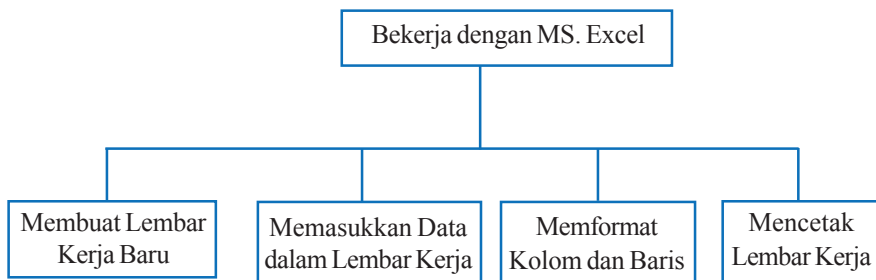 Bekerja dengan MS. Excel
Membuat Lembar
Kerja Baru
Memasukkan Data
dalam Lembar Kerja
Memformat
Kolom dan Baris
Mencetak
Lembar Kerja